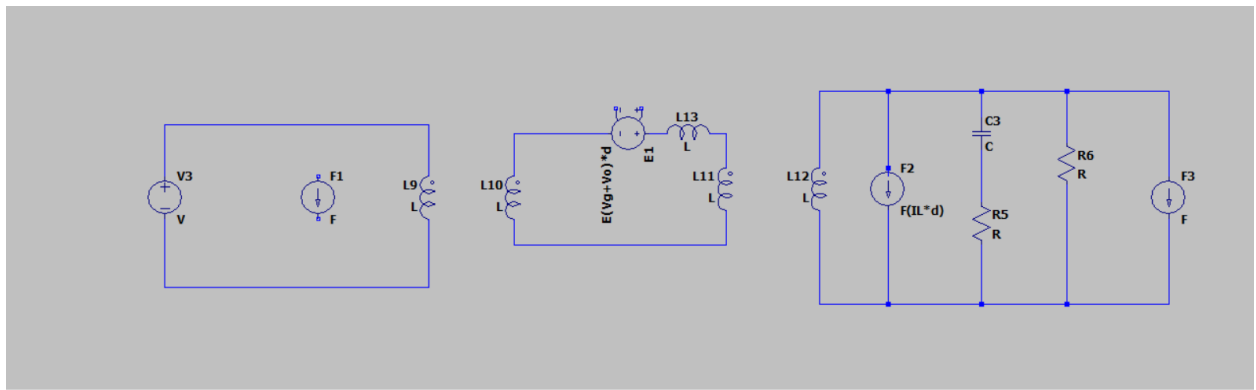 V3
V
F1
F
L9
L
L10
L
E1
E(Vg+Vo)*d
L13
L
L11
L
L12
L
F2
F(IL*d)
C3
C
R5
R
R6
R
F3
F